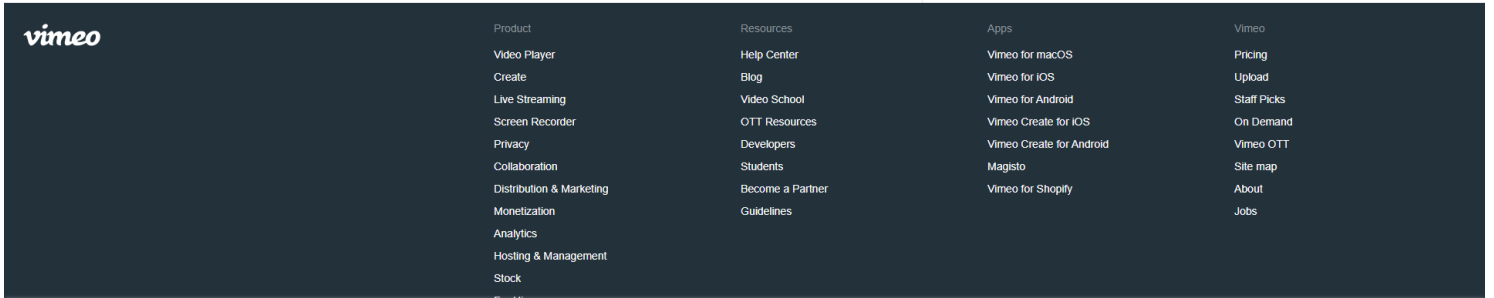 vimeo
Product
Video Player
Create
Live Streaming
Screen Recorder
Privacy
Collaboration
Distribution & Marketing
Monetization
Analytics
Hosting & Management
Stock
Resources
Help Center
Blog
Video School
OTT Resources
Developers
Students
Become a Partner
Guidelines
Apps
Vimeo for macOS
Vimeo for iOS
Vimeo for Android
Vimeo Create for iOS
Vimeo Create for Android
Magisto
Vimeo for Shopify
Vimeo
Pricing
Upload
Staff Picks
On Demand
Vimeo OTT
Site map
About
Jobs